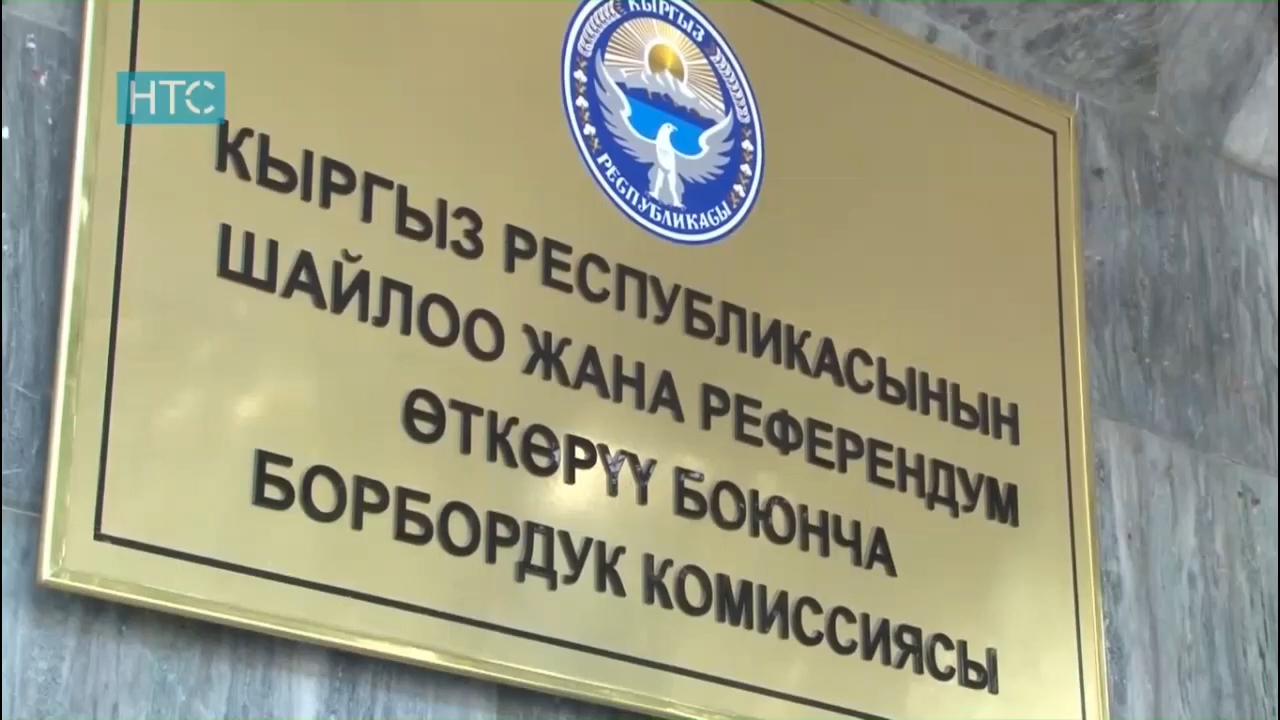 НТС
КЫРГЫЗ
РЕСПУБЛИКАСЫ
КЫРГЫЗ РЕСПУБЛИКАСЫНЫН
ШАЙЛОО ЖАНА РЕФЕРЕНДУМ
ӨТКӨРҮҮ БОЮНЧА
БОРБОРДУК КОМИССИЯСЫ